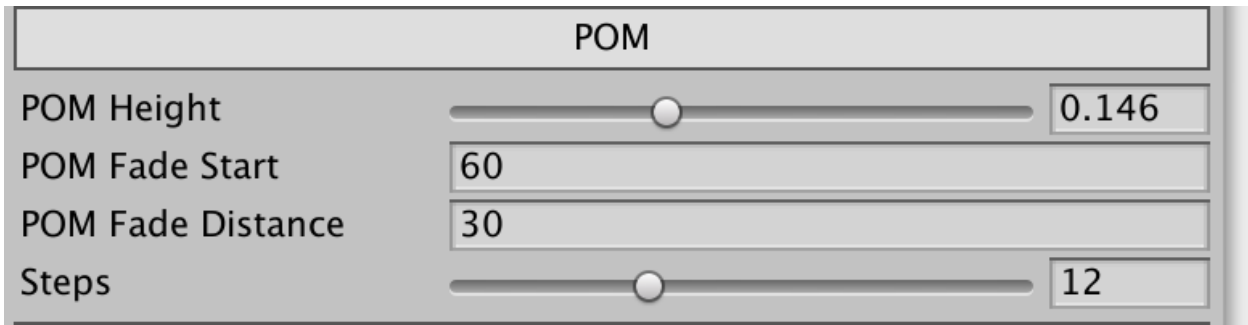 POM
POM Height 0.146
POM Fade Start 60
POM Fade Distance 30
Steps 12